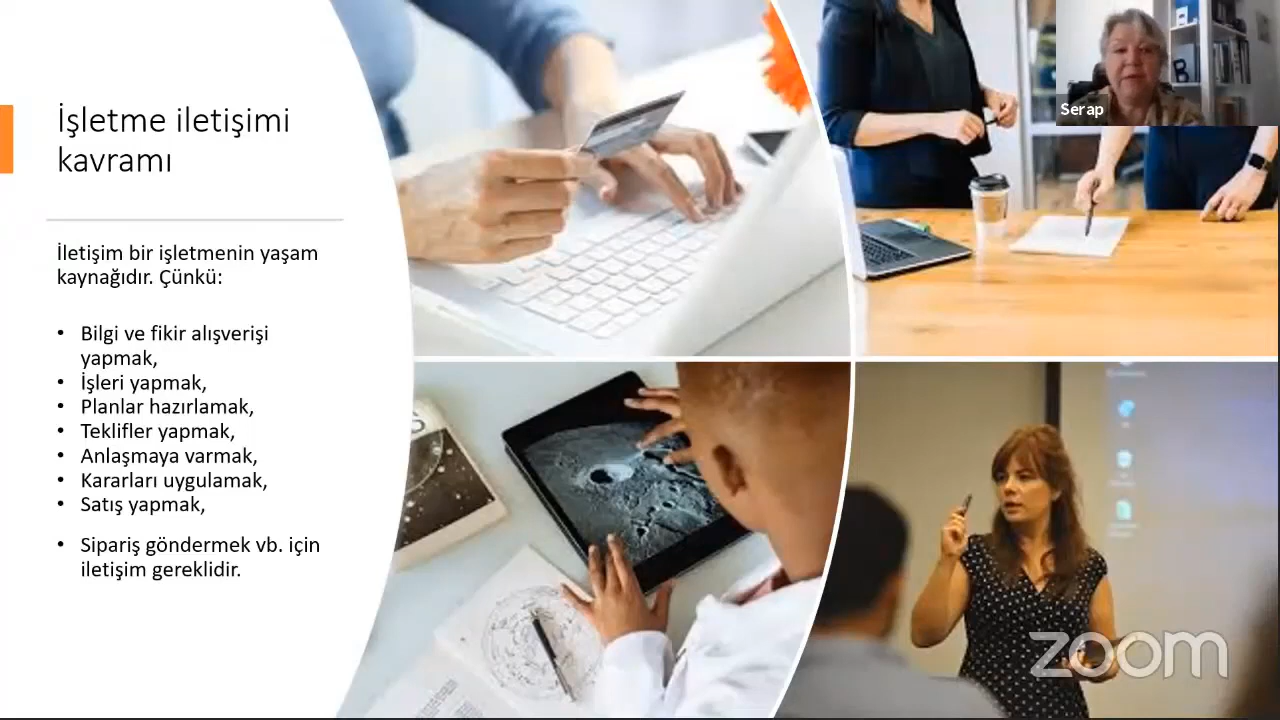 İşletme iletişimi
kavramı
İletişim bir işletmenin yaşam
kaynağıdır. Çünkü:
• Bilgi ve fikir alışverişi
yapmak,
• İşleri yapmak,
• Planlar hazırlamak,
• Teklifler yapmak,
• Anlaşmaya varmak,
• Kararları uygulamak,
• Satış yapmak,
• Sipariş göndermek vb. için
iletişim gereklidir.
Serap
B
zoom